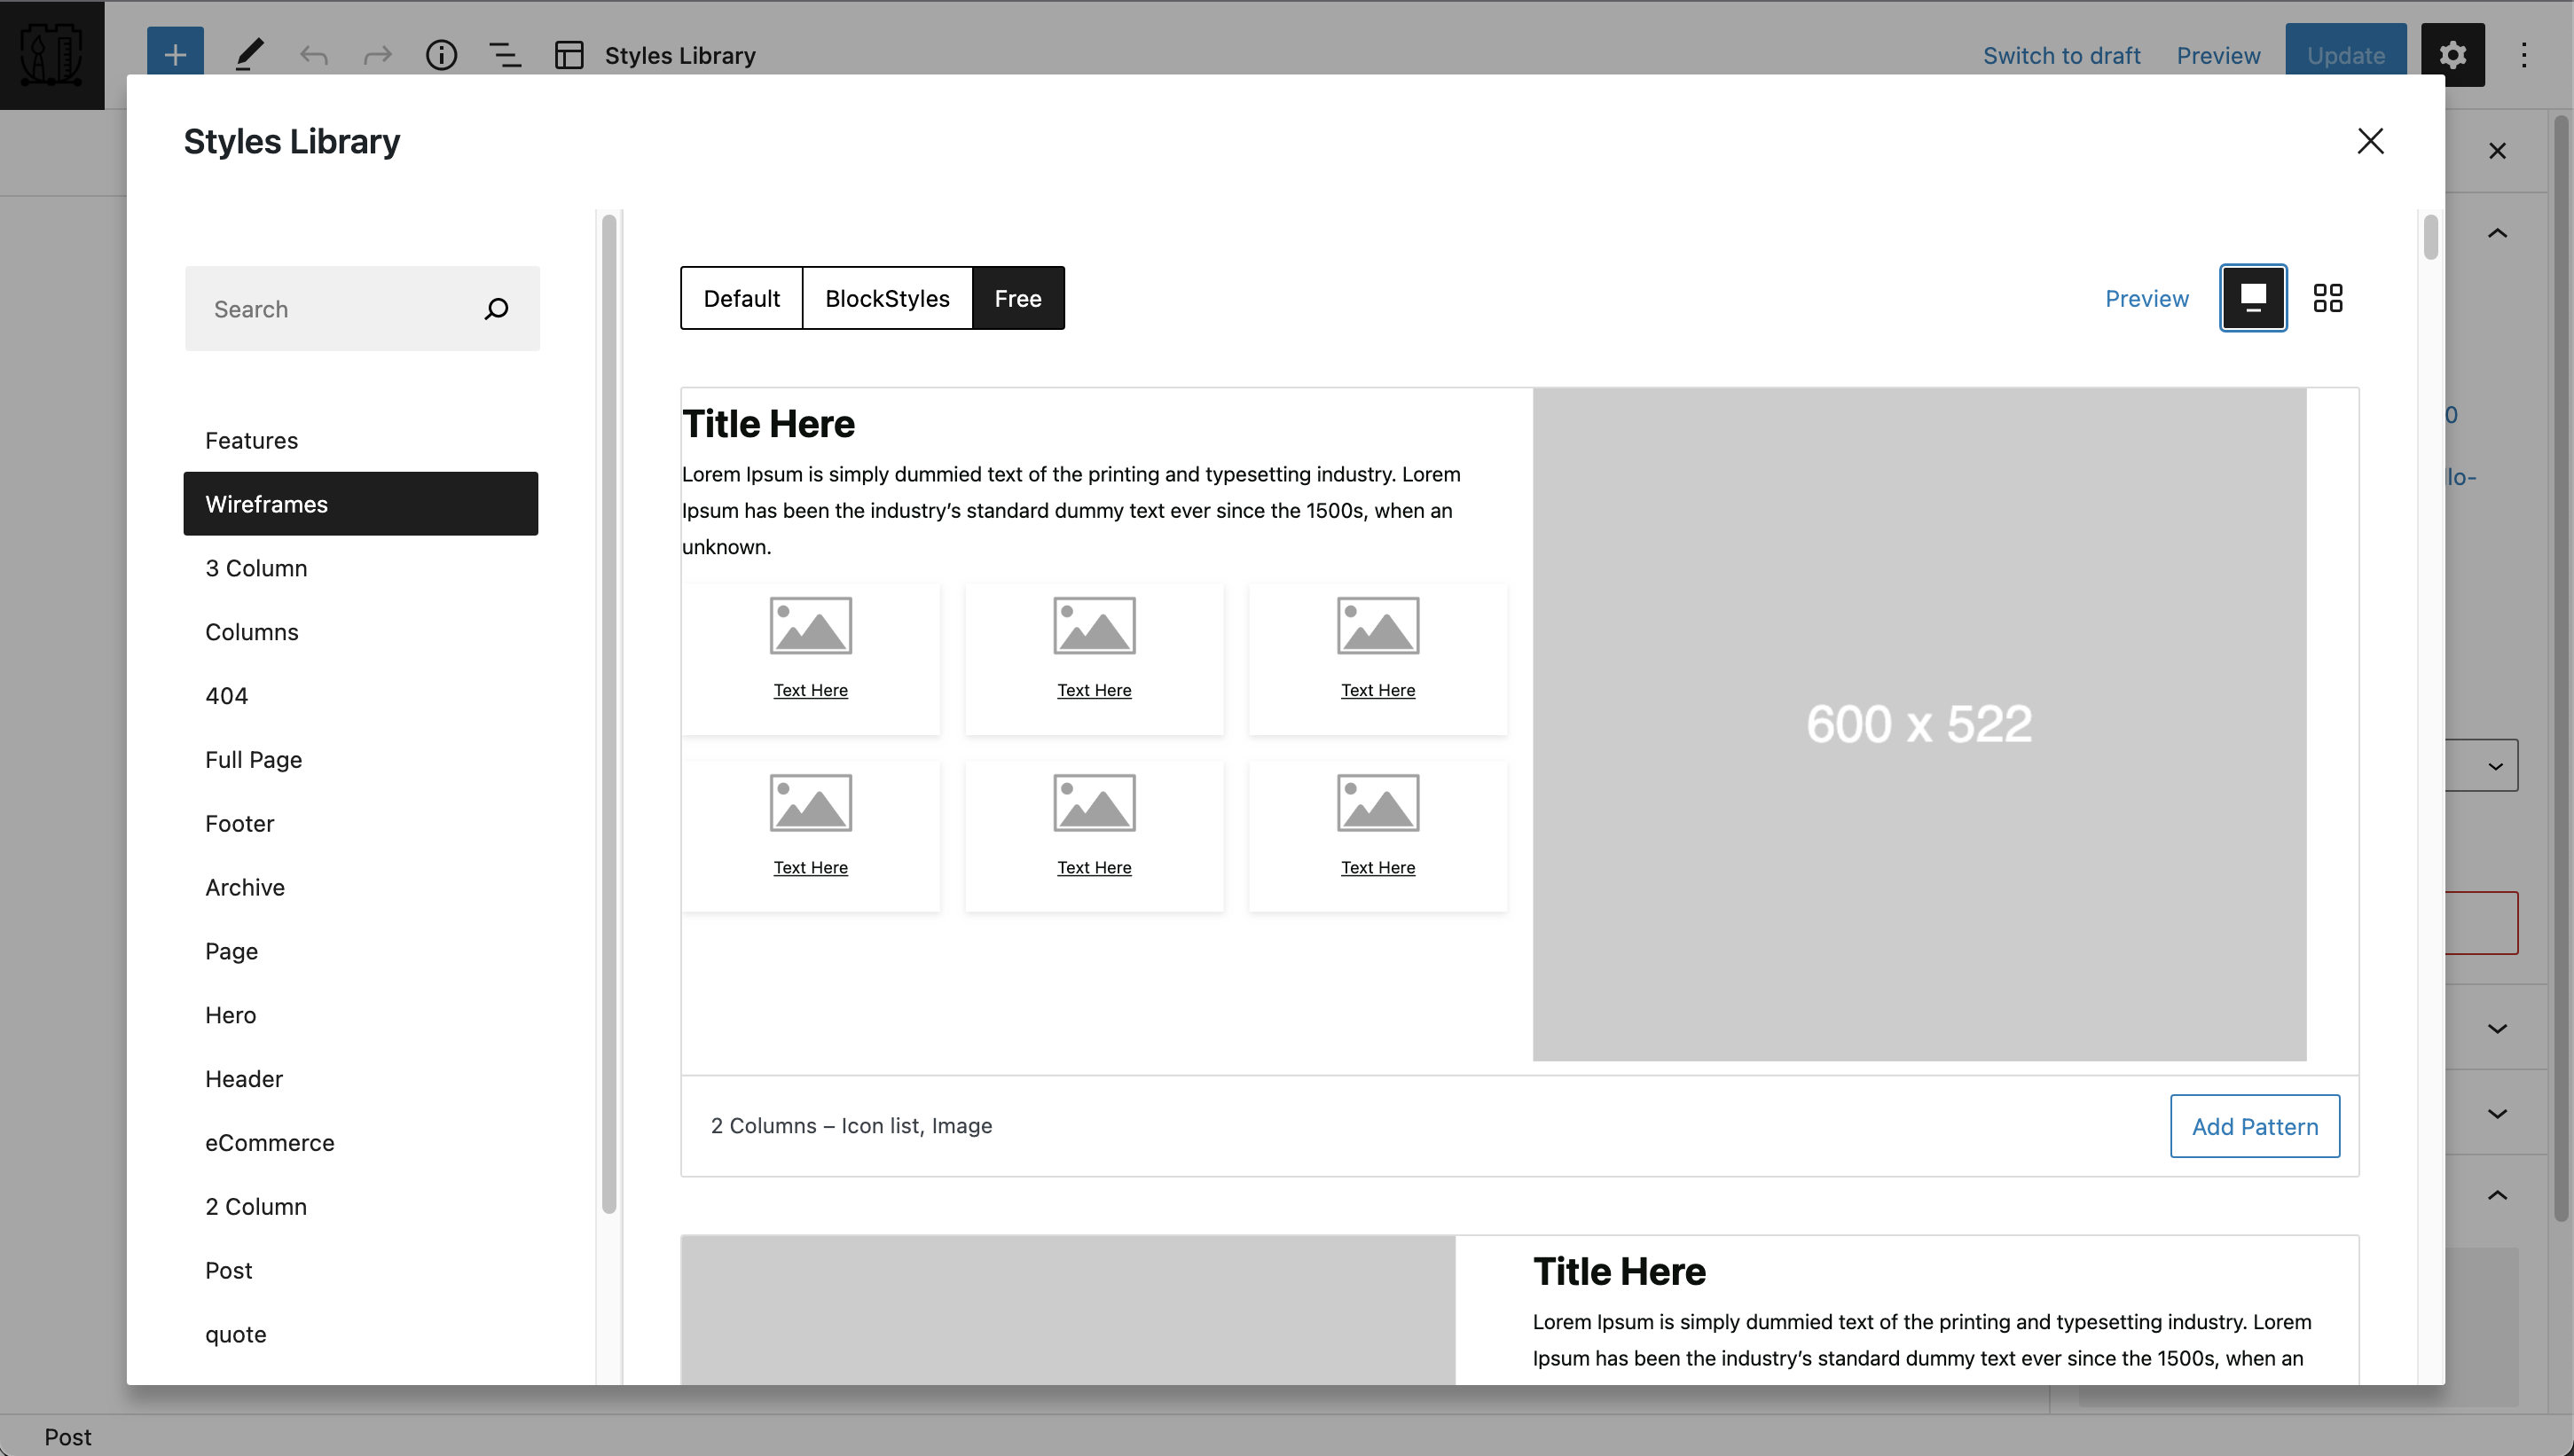 Styles Library
Switch to draft
Preview
Update
Styles Library
Search
Features
Wireframes
3 Column
Columns
404
Full Page
Footer
Archive
Page
Hero
Header
eCommerce
2 Column
Post
quote
Default
BlockStyles
Free
Preview
Title Here
Lorem Ipsum is simply dummied text of the printing and typesetting industry. Lorem
Ipsum has been the industry’s standard dummy text ever since the 1500s, when an
unknown.
Text Here
Text Here
Text Here
Text Here
Text Here
Text Here
600 x 522
2 Columns – Icon list, Image
Add Pattern
Title Here
Lorem Ipsum is simply dummied text of the printing and typesetting industry. Lorem
Ipsum has been the industry’s standard dummy text ever since the 1500s, when an
0
lo-
Post